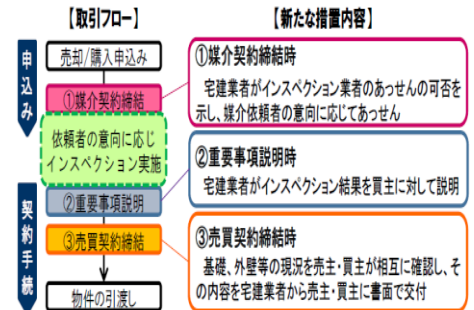 【取引フロー】
【新たな措置内容】
申込み
売却/購入申込み
①媒介契約締結
依頼者の意向に応じ
インスペクション実施
契約手続
②重要事項説明
③売買契約締結
物件の引渡し
①媒介契約締結時
宅建業者がインスペクション業者のあっせんの可否を
示し、媒介依頼者の意向に応じてあっせん
②重要事項説明時
宅建業者がインスペクション結果を買主に対して説明
③売買契約締結時
基礎、外壁等の現況を売主・買主が相互に確認し、そ
の内容を宅建業者から売主・買主に書面で交付